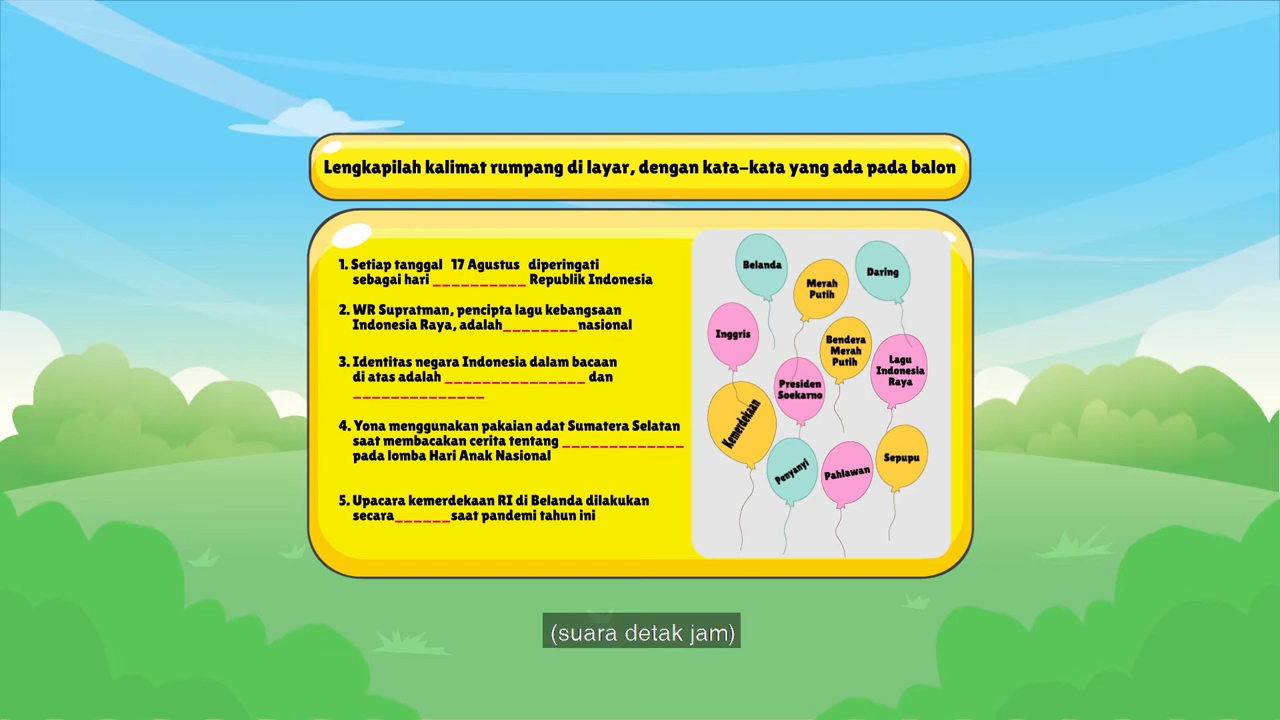 Lengkapilah kalimat rumpang di layar, dengan kata-kata yang ada pada balon
1. Setiap tanggal 17 Agustus diperingati
sebagai hari __________ Republik Indonesia
2. WR Supratman, pencipta lagu kebangsaan
Indonesia Raya, adalah________nasional
3. Identitas negara Indonesia dalam bacaan
di atas adalah _______________ dan
______________
4. Yona menggunakan pakaian adat Sumatera Selatan
saat membacakan cerita tentang _____________
pada lomba Hari Anak Nasional
5. Upacara kemerdekaan RI di Belanda dilakukan
secara______saat pandemi tahun ini
Belanda
Daring
Merah
Putih
Inggris
Bendera
Merah
Putih
Lagu
Indonesia
Raya
Presiden
Soekarno
Kemerdekaan
Penyanyi
Pahlawan
Sepupu
(suara detak jam)